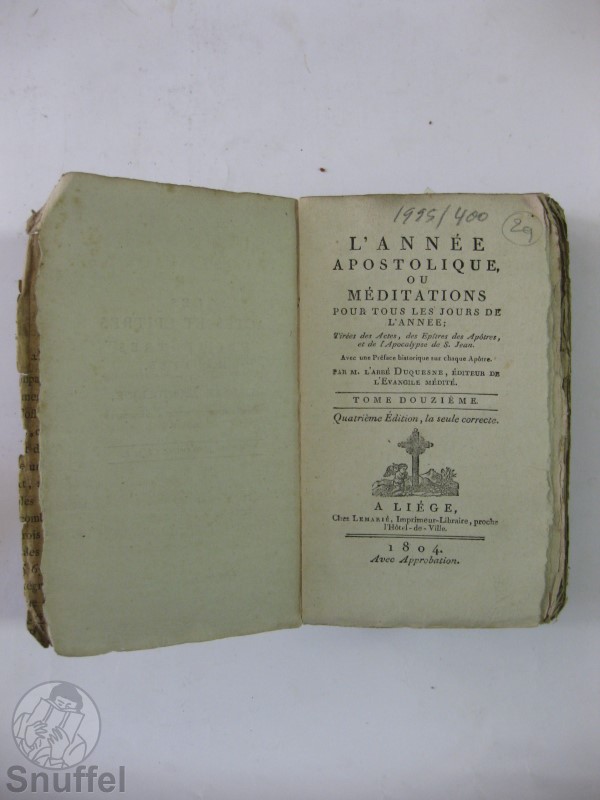 1995/400
29
L'ANNÉE
APOSTOLIQUE,
OU
MÉDITATIONS
POUR TOUS LES JOURS DE
L'ANNEE;
Tirées des Actes, des Epîtres des Apôtres,
et de l'Apocalypse de S. Jean.
Avec une Préface historique sur chaque Apôtre.
PAR M. L'ABBÉ DUQUESNE, ÉDITEUR DE
L'EVANGILE MÉDITÉ.
TOME DOUZIÈME.
Quatrième Édition, la seule correcte.
A LIÉGE,
Chez LEMARIÉ, Imprimeur-Libraire, proche
l'Hôtel-de-Ville.
1804.
Avec Approbation.
Snuffel